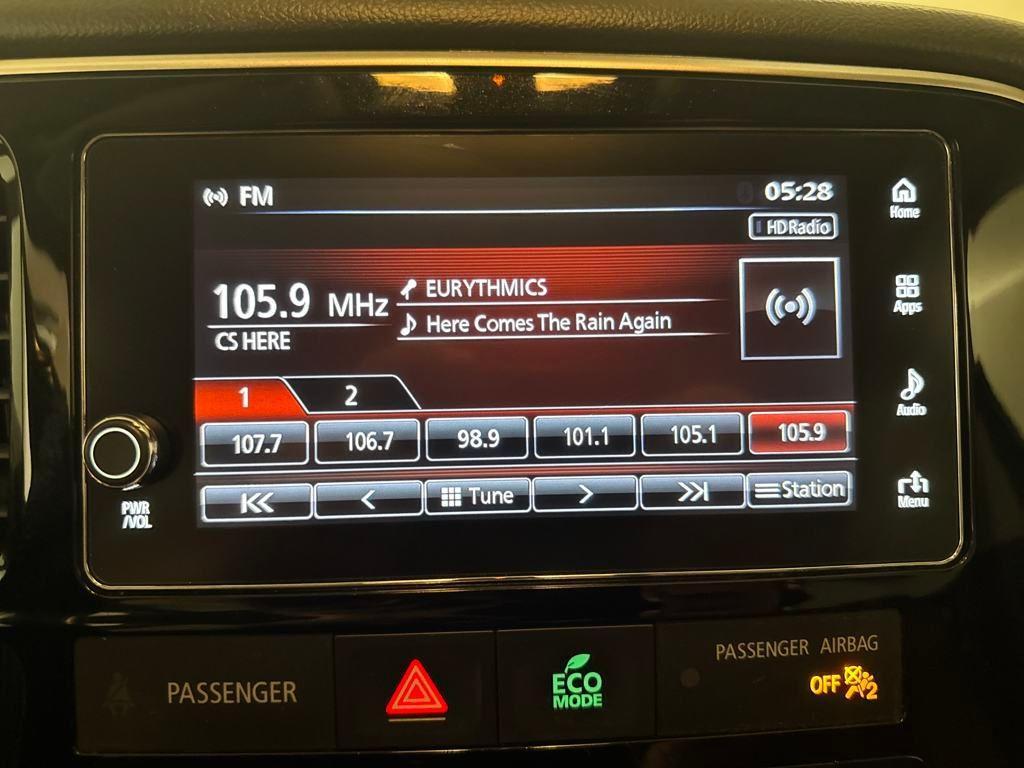 FM
05:28
HD Radio
105.9 MHz
EURYTHMICS
CS HERE
Here Comes The Rain Again
1
2
107.7
106.7
98.9
101.1
105.1
105.9
Tune
Station
Home
Apps
Audio
Menu
PWR
/VOL
PASSENGER
ECO
MODE
PASSENGER AIRBAG
OFF
2